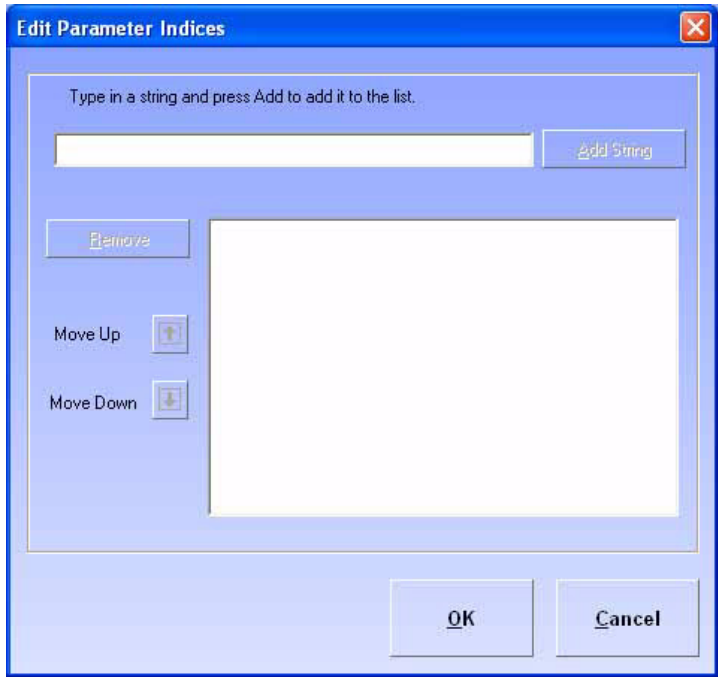 Edit Parameter Indices
Type in a string and press Add to add it to the list.
Add String
Remove
Move Up
Move Down
OK
Cancel